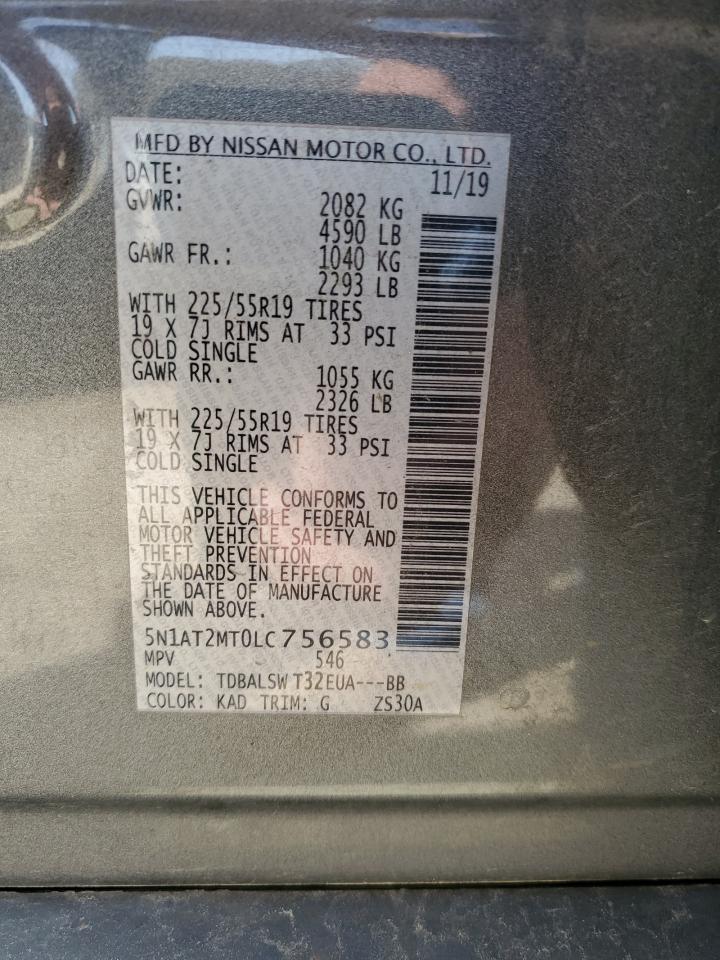 MFD BY NISSAN MOTOR CO., LTD.
DATE: 11/19
GVWR: 2082 KG
4590 LB
GAWR FR.: 1040 KG
2293 LB
WITH 225/55R19 TIRES
19 X 7J RIMS AT 33 PSI
COLD SINGLE
GAWR RR.: 1055 KG
2326 LB
WITH 225/55R19 TIRES
19 X 7J RIMS AT 33 PSI
COLD SINGLE
THIS VEHICLE CONFORMS TO
ALL APPLICABLE FEDERAL
MOTOR VEHICLE SAFETY AND
THEFT PREVENTION
STANDARDS IN EFFECT ON
THE DATE OF MANUFACTURE
SHOWN ABOVE.
5N1AT2MT0LC756583
MPV 546
MODEL: TDBALSW T32EUA---BB
COLOR: KAD TRIM: G ZS30A